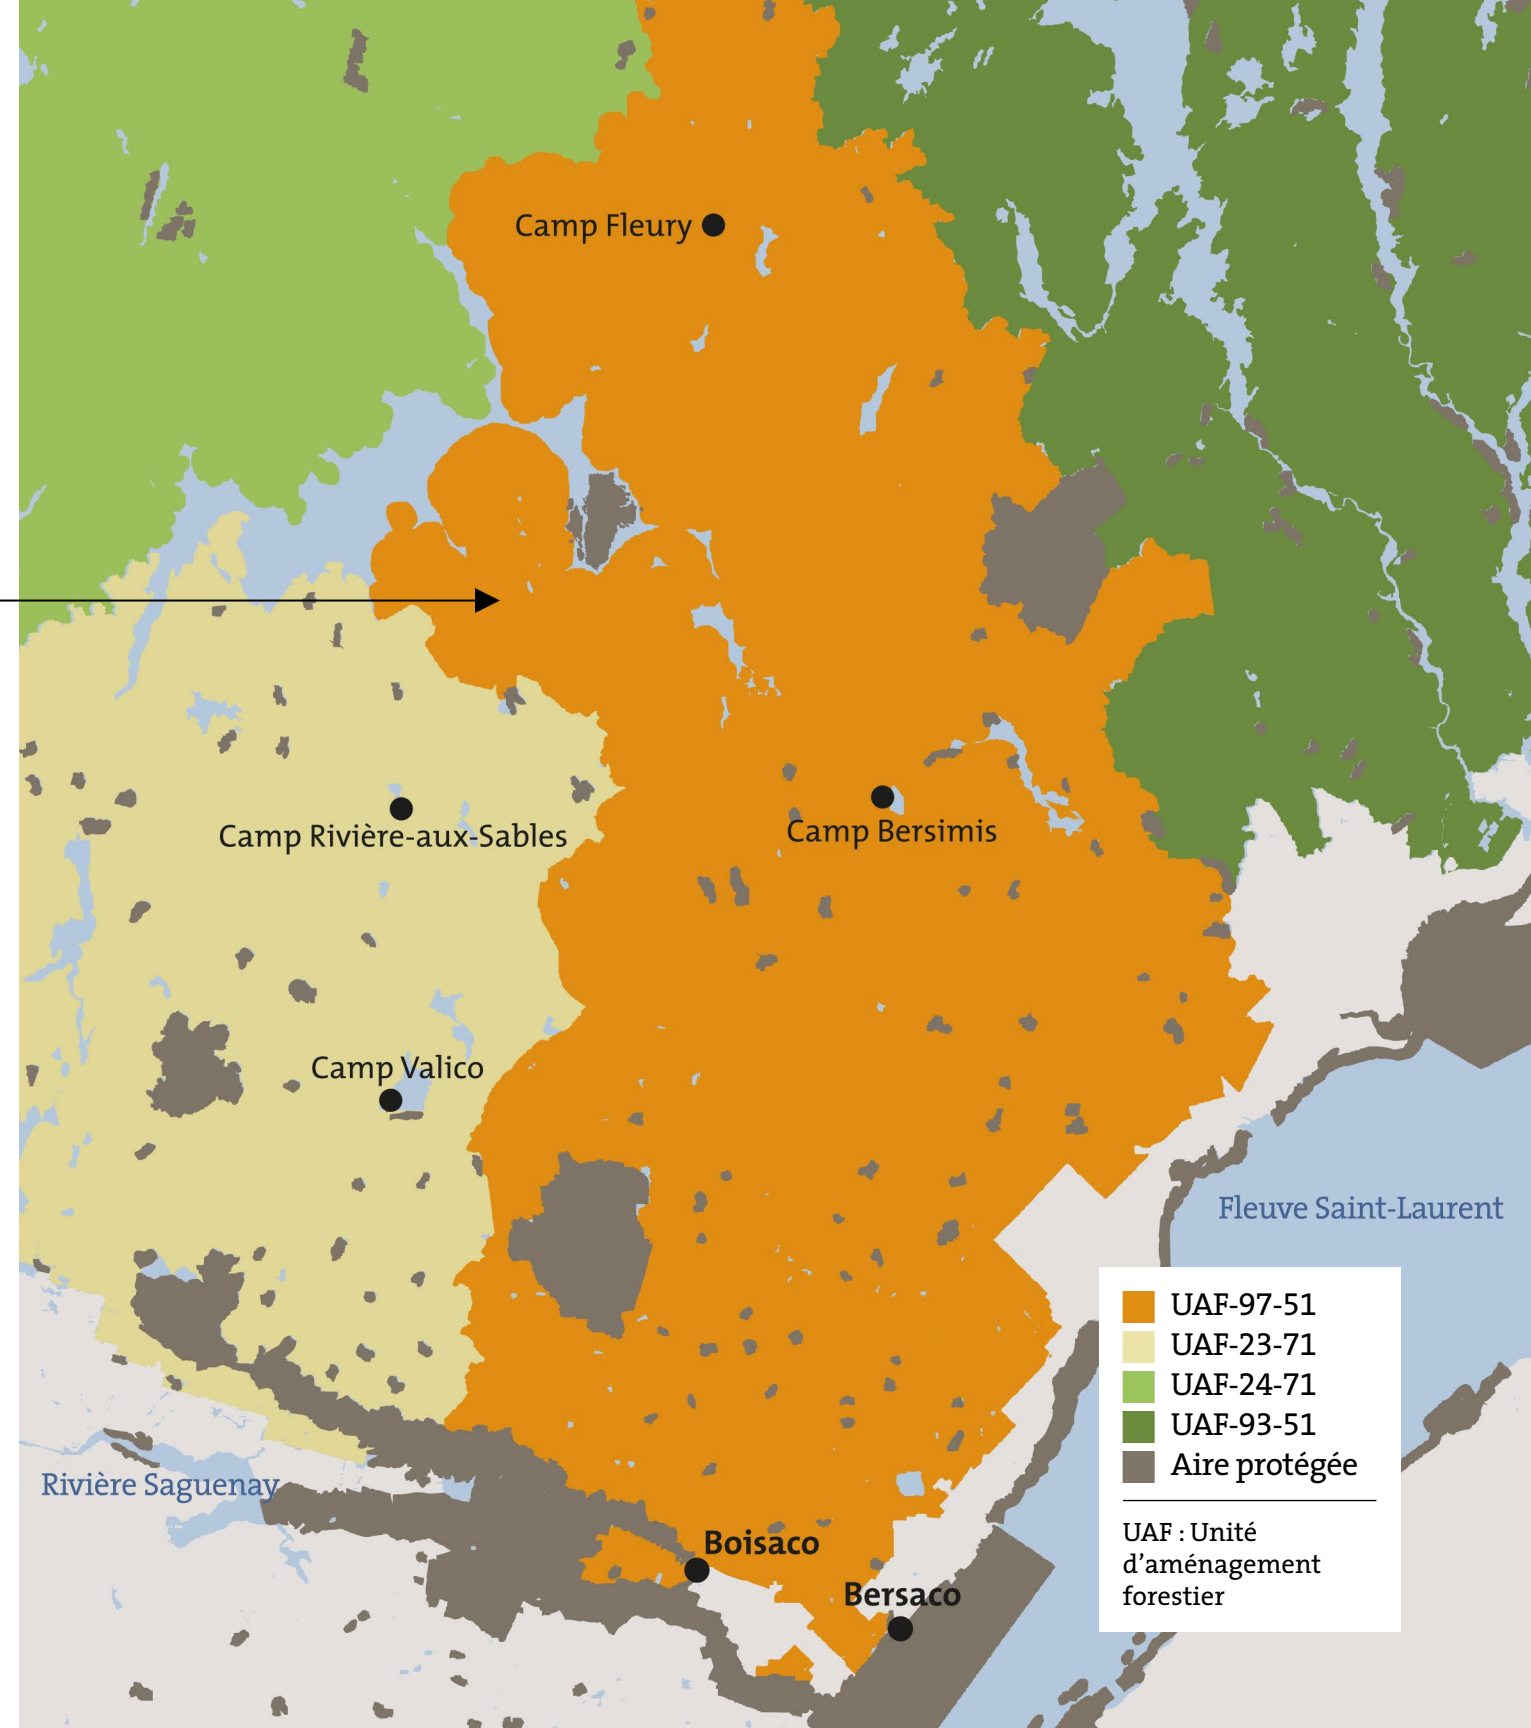 Camp Fleury
Camp Rivière-aux-Sables
Camp Bersimis
Camp Valico
Fleuve Saint-Laurent
UAF-97-51
UAF-23-71
UAF-24-71
UAF-93-51
Aire protégée
UAF : Unité
d'aménagement
forestier
Rivière Saguenay
Boisaco
Bersaco